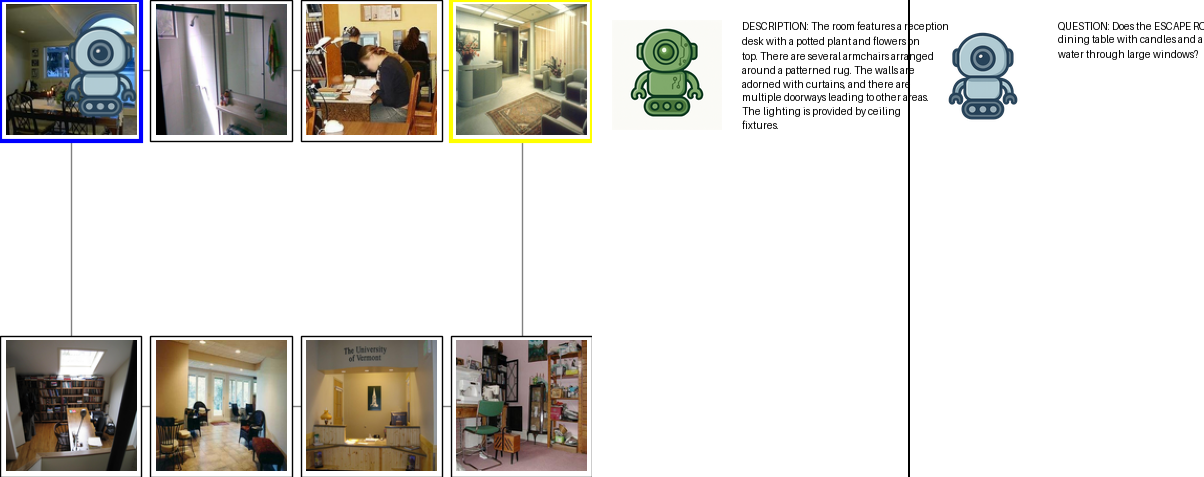 DESCRIPTION: The room features a reception
desk with a potted plant and flowers on
top. There are several armchairs arranged
around a patterned rug. The walls are
adorned with curtains, and there are
multiple doorways leading to other areas.
The lighting is provided by ceiling
fixtures.
QUESTION: Does the ESCAPE RO
dining table with candles and a
water through large windows?
The University
of Vermont